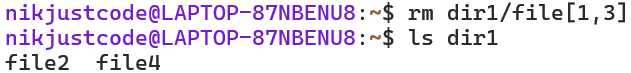 nikjustcode@LAPTOP-87NBENU8:~$ rm dir1/file[1,3]
nikjustcode@LAPTOP-87NBENU8:~$ ls dir1
file2  file4